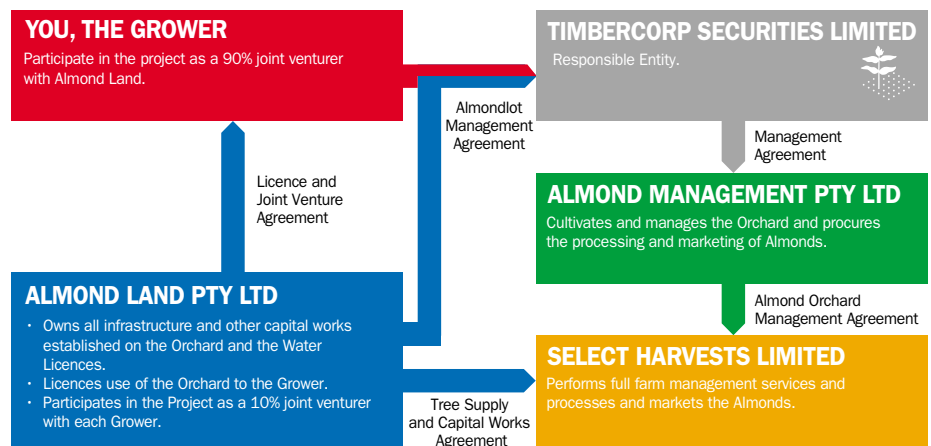 YOU, THE GROWER
Participate in the project as a 90% joint venturer
with Almond Land.
TIMBERCORP SECURITIES LIMITED
Responsible Entity.
Almondlot
Management
Agreement
Management
Agreement
Licence and
Joint Venture
Agreement
ALMOND MANAGEMENT PTY LTD
Cultivates and manages the Orchard and procures
the processing and marketing of Almonds.
ALMOND LAND PTY LTD
· Owns all infrastructure and other capital works
established on the Orchard and the Water
Licences.
· Licences use of the Orchard to the Grower.
· Participates in the Project as a 10% joint venturer
with each Grower.
Almond Orchard
Management Agreement
SELECT HARVESTS LIMITED
Performs full farm management services and
processes and markets the Almonds.
Tree Supply
and Capital Works
Agreement